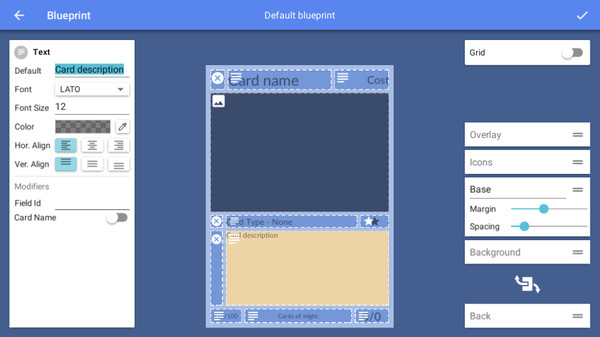 Blueprint
Default blueprint
Text
Default Card description
Font LATO
Font Size 12
Color
Hor. Align
Ver. Align
Modifiers
Field Id
Card Name
Card name
Cost
Card Type - None
Card description
/100
Cards of might
/0
Grid
Overlay
Icons
Base
Margin
Spacing
Background
Back